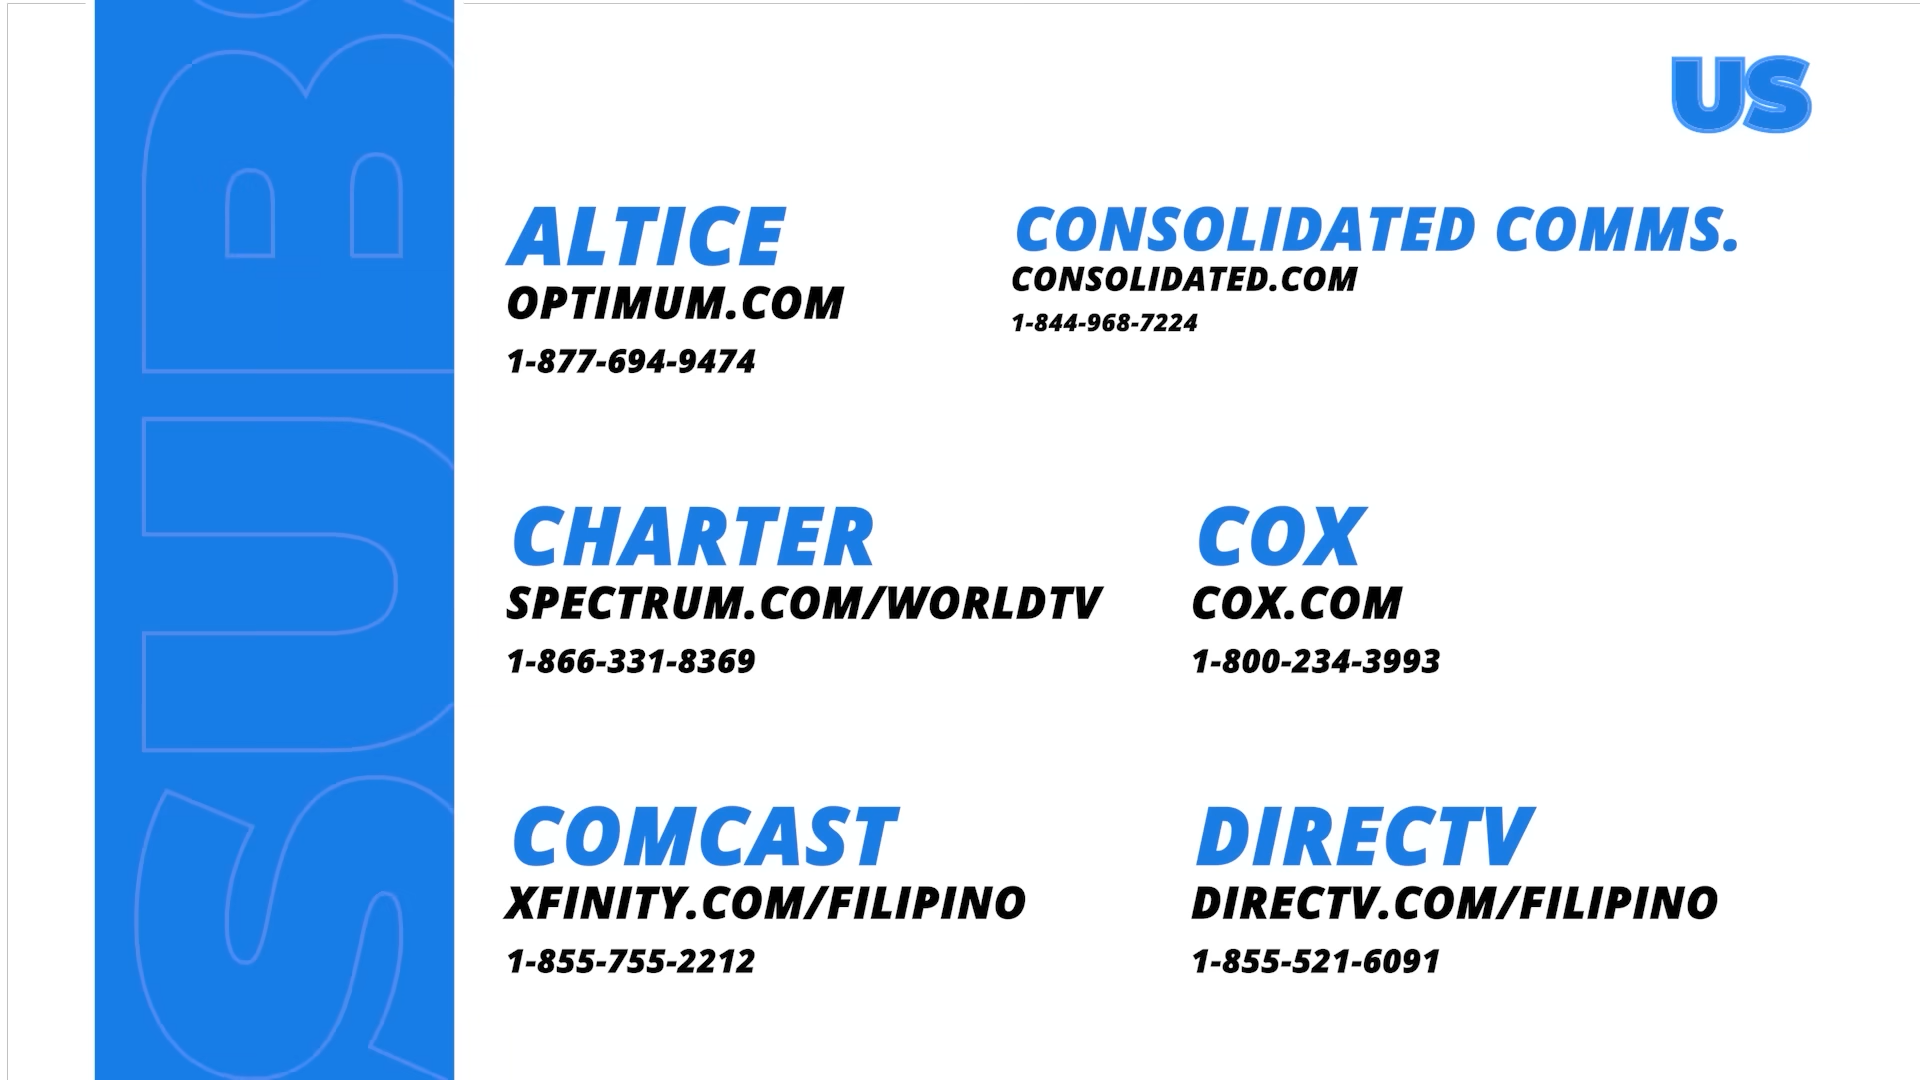 SUB
US
ALTICE
OPTIMUM.COM
1-877-694-9474
CONSOLIDATED COMMS.
CONSOLIDATED.COM
1-844-968-7224
CHARTER
SPECTRUM.COM/WORLDTV
1-866-331-8369
COX
COX.COM
1-800-234-3993
COMCAST
XFINITY.COM/FILIPINO
1-855-755-2212
DIRECTV
DIRECTV.COM/FILIPINO
1-855-521-6091